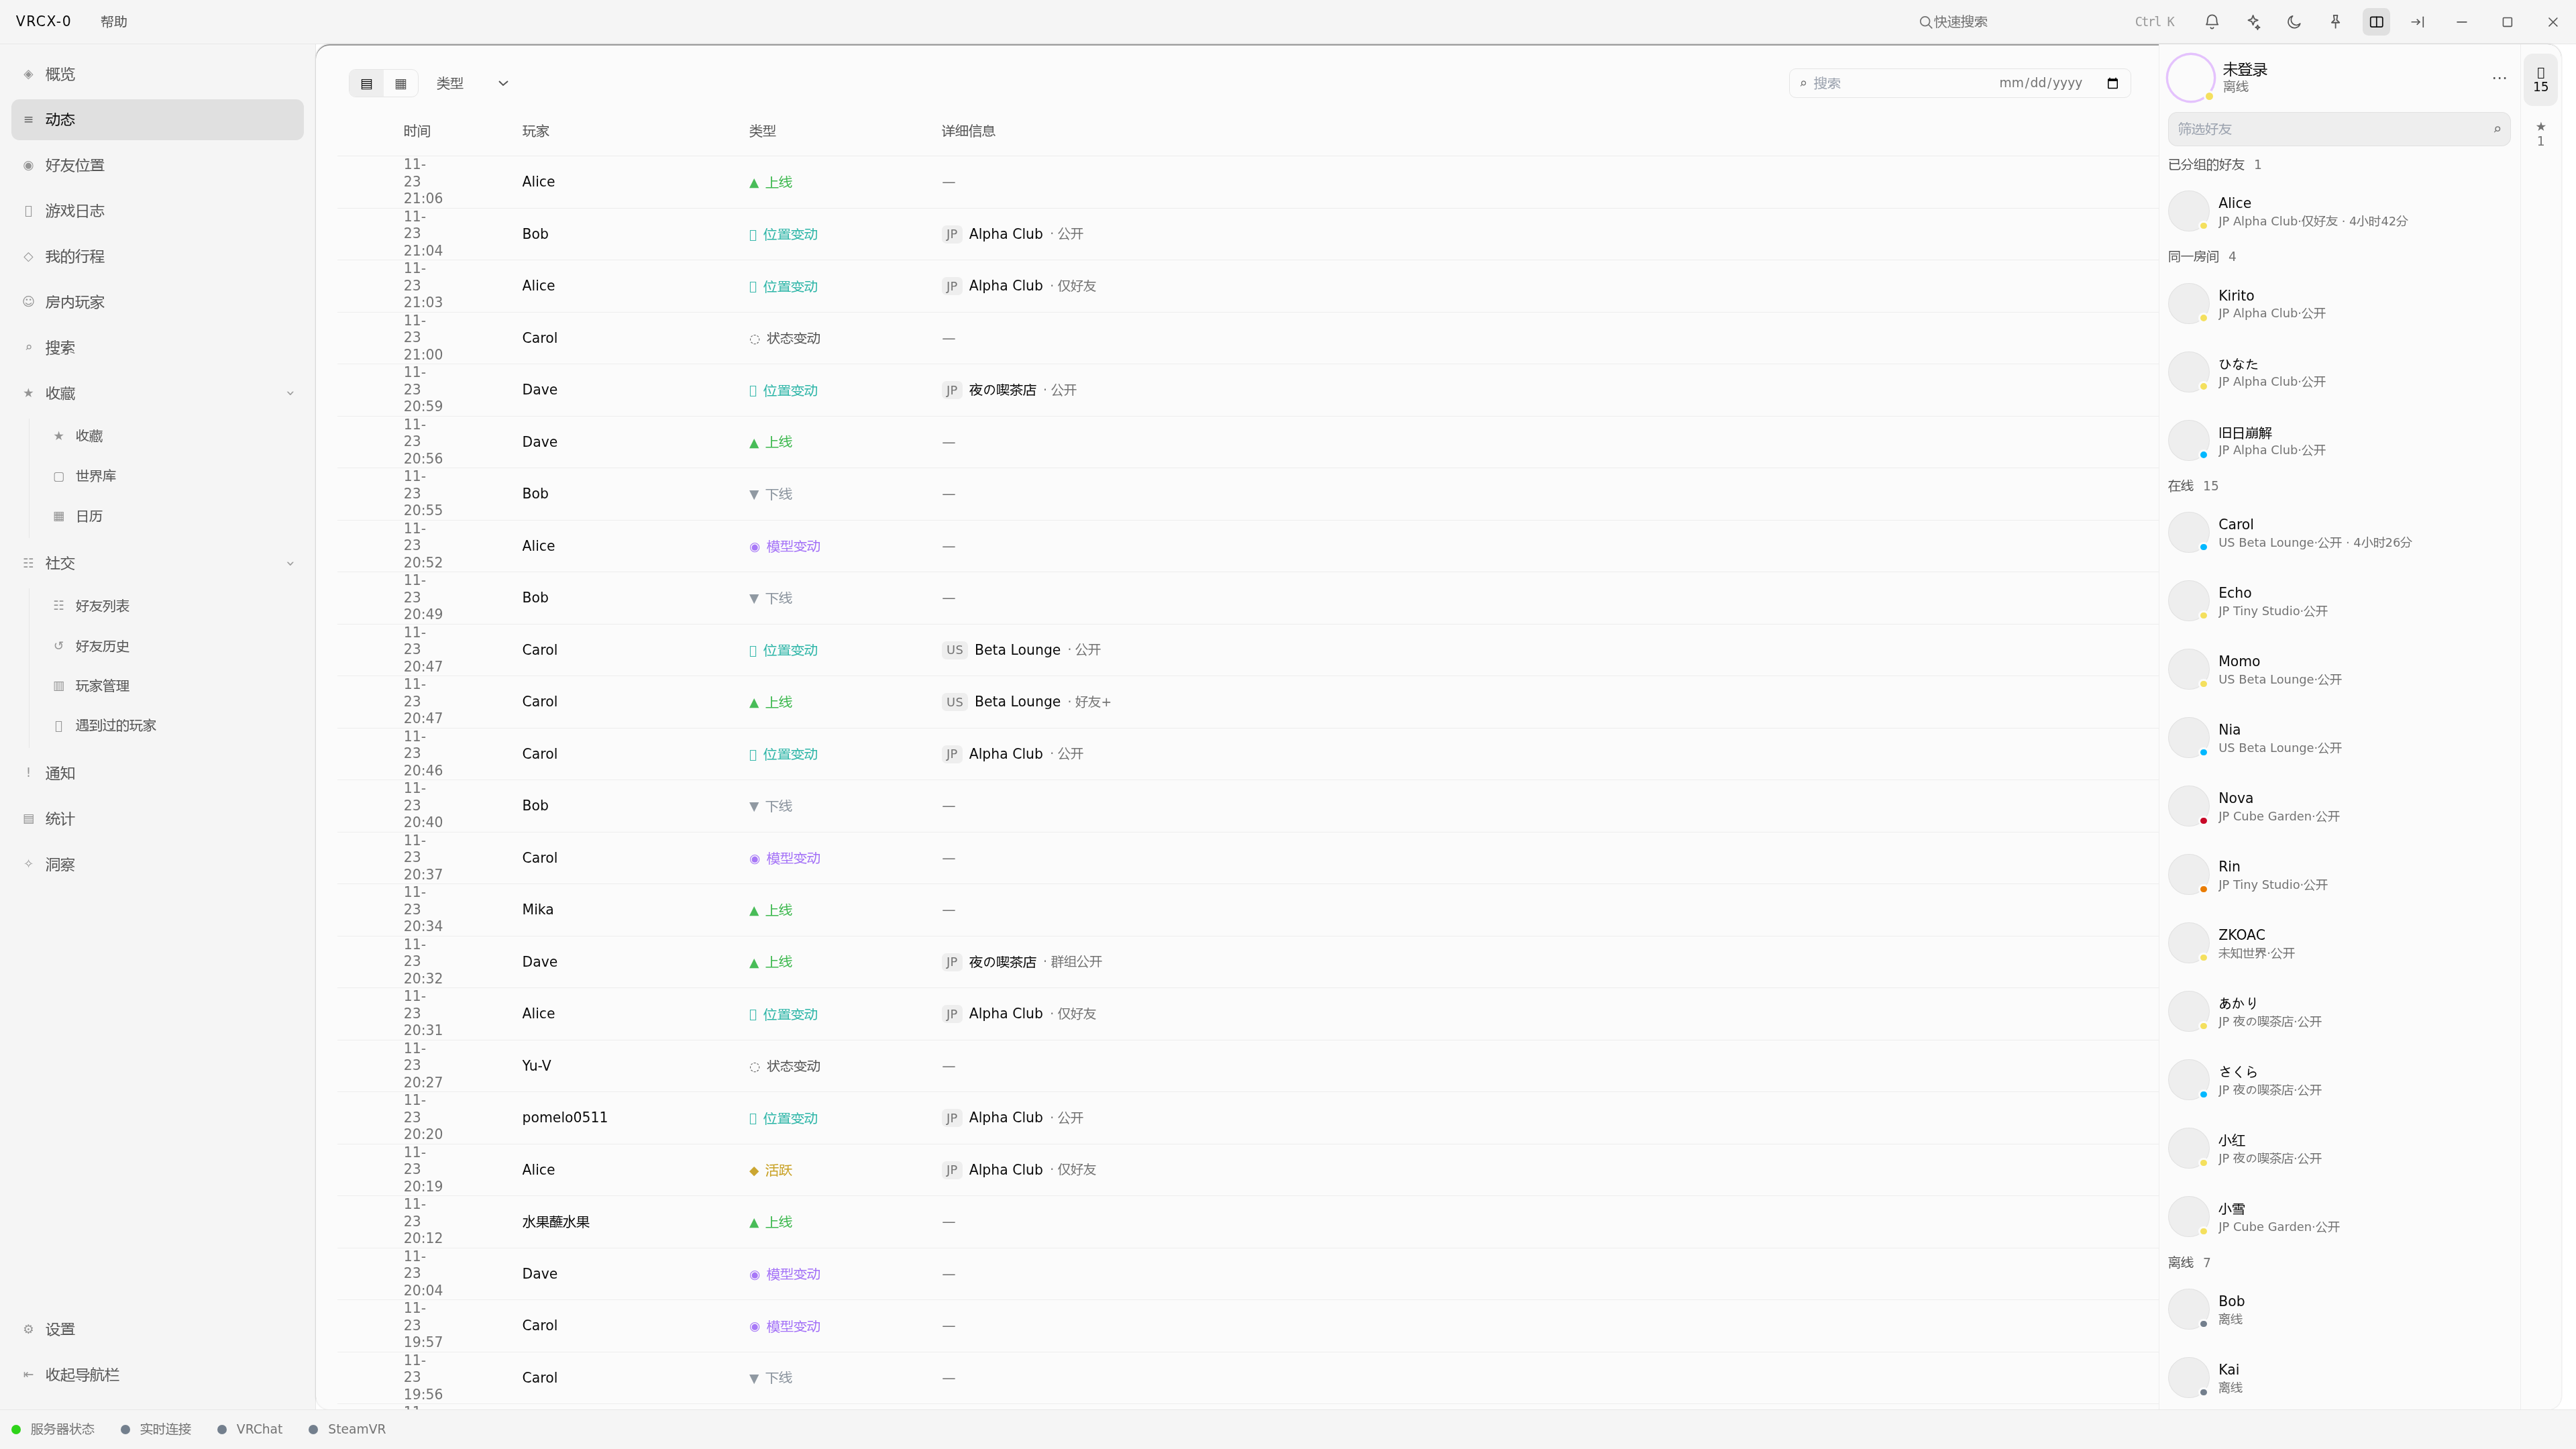 VRCX-0 帮助 快速搜索 Ctrl K
概览
动态
好友位置
游戏日志
我的行程
房内玩家
搜索
收藏
收藏
世界库
日历
社交
好友列表
好友历史
玩家管理
遇到过的玩家
通知
统计
洞察
设置
收起导航栏
类型 搜索 mm/dd/yyyy
时间 玩家 类型 详细信息
11-23 21:06 Alice 上线 —
11-23 21:04 Bob 位置变动 JP Alpha Club · 公开
11-23 21:03 Alice 位置变动 JP Alpha Club · 仅好友
11-23 21:00 Carol 状态变动 —
11-23 20:59 Dave 位置变动 JP 夜の喫茶店 · 公开
11-23 20:56 Dave 上线 —
11-23 20:55 Bob 下线 —
11-23 20:52 Alice 模型变动 —
11-23 20:49 Bob 下线 —
11-23 20:47 Carol 位置变动 US Beta Lounge · 公开
11-23 20:47 Carol 上线 US Beta Lounge · 好友+
11-23 20:46 Carol 位置变动 JP Alpha Club · 公开
11-23 20:40 Bob 下线 —
11-23 20:37 Carol 模型变动 —
11-23 20:34 Mika 上线 —
11-23 20:32 Dave 上线 JP 夜の喫茶店 · 群组公开
11-23 20:31 Alice 位置变动 JP Alpha Club · 仅好友
11-23 20:27 Yu-V 状态变动 —
11-23 20:20 pomelo0511 位置变动 JP Alpha Club · 公开
11-23 20:19 Alice 活跃 JP Alpha Club · 仅好友
11-23 20:12 水果蘸水果 上线 —
11-23 20:04 Dave 模型变动 —
11-23 19:57 Carol 模型变动 —
11-23 19:56 Carol 下线 —
未登录
离线
15
1
筛选好友
已分组的好友 1
Alice
JP Alpha Club·仅好友 · 4小时42分
同一房间 4
Kirito
JP Alpha Club·公开
ひなた
JP Alpha Club·公开
旧日崩解
JP Alpha Club·公开
在线 15
Carol
US Beta Lounge·公开 · 4小时26分
Echo
JP Tiny Studio·公开
Momo
US Beta Lounge·公开
Nia
US Beta Lounge·公开
Nova
JP Cube Garden·公开
Rin
JP Tiny Studio·公开
ZKOAC
未知世界·公开
あかり
JP 夜の喫茶店·公开
さくら
JP 夜の喫茶店·公开
小红
JP 夜の喫茶店·公开
小雪
JP Cube Garden·公开
离线 7
Bob
离线
Kai
离线
服务器状态 实时连接 VRChat SteamVR